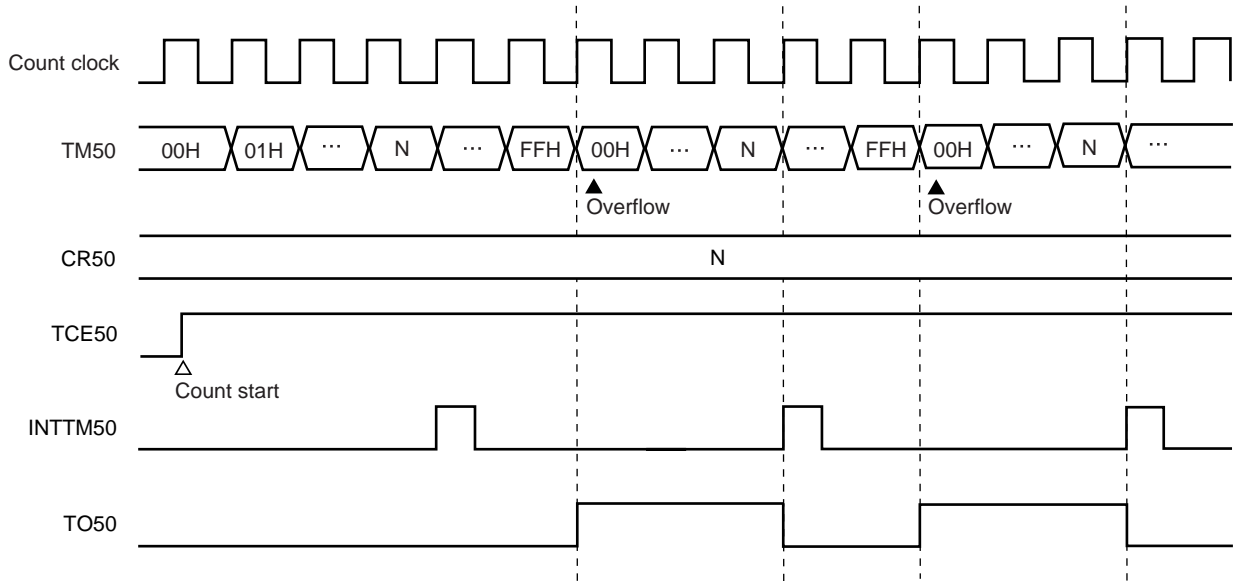 Count clock
TM50 00H 01H ... N ... FFH 00H ... N ... FFH 00H ... N ...
Overflow Overflow
CR50 N
TCE50
Count start
INTTM50
TO50